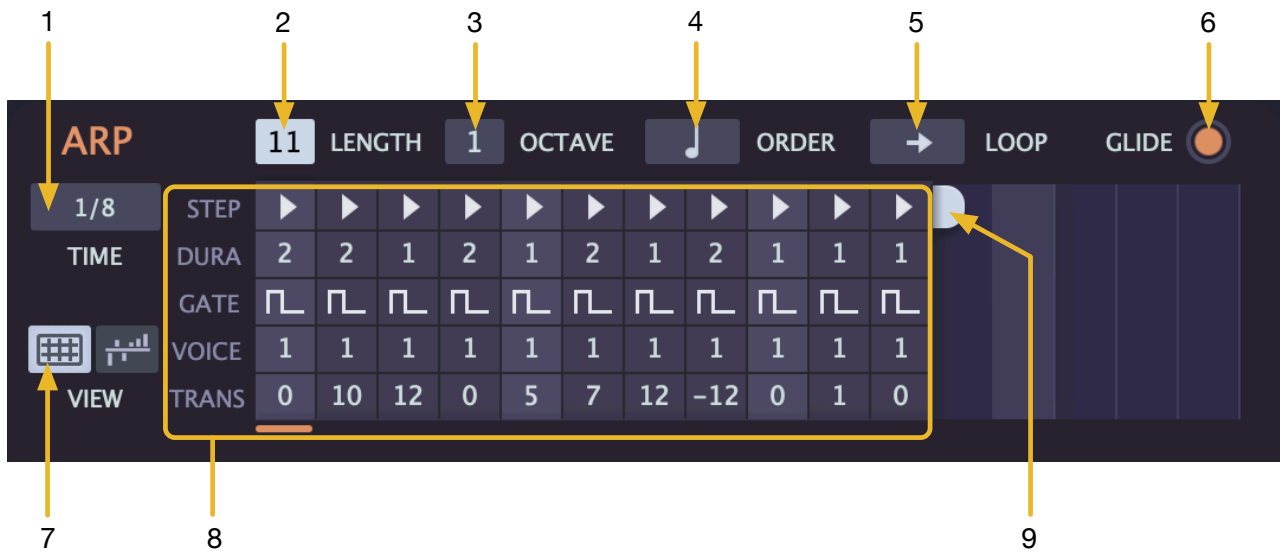 1 2 3 4 5 6
ARP 11 LENGTH 1 OCTAVE ORDER LOOP GLIDE
1/8 STEP
TIME DURA 2 2 1 2 1 2 1 2 1 1 1
GATE
VOICE 1 1 1 1 1 1 1 1 1 1 1
VIEW TRANS 0 10 12 0 5 7 12 -12 0 1 0
7 8 9